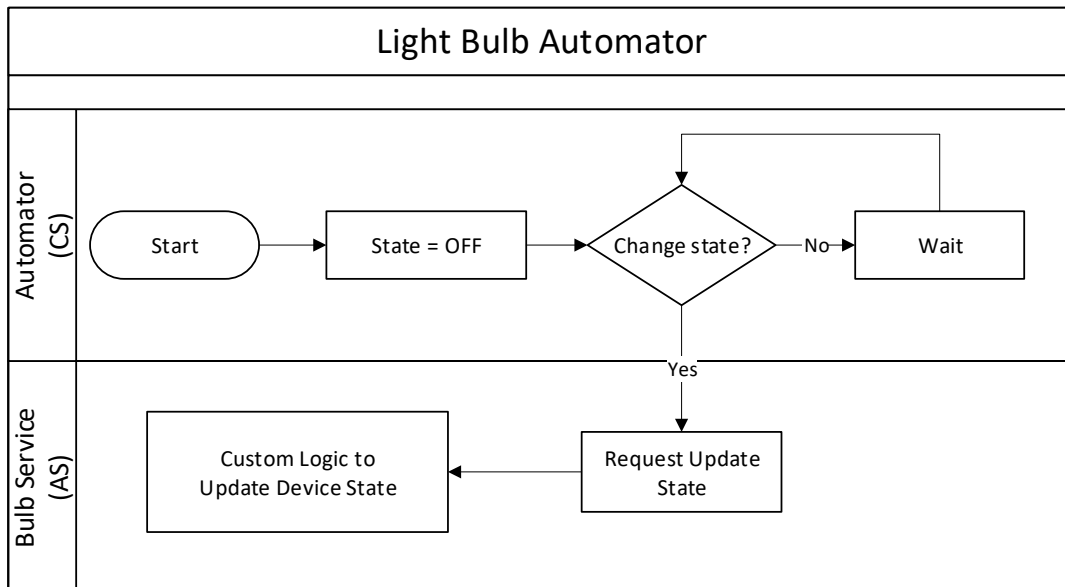 Light Bulb Automator
Automator
(CS)
Start
State = OFF
Change state?
No
Wait
Yes
Bulb Service
(AS)
Custom Logic to
Update Device State
Request Update
State